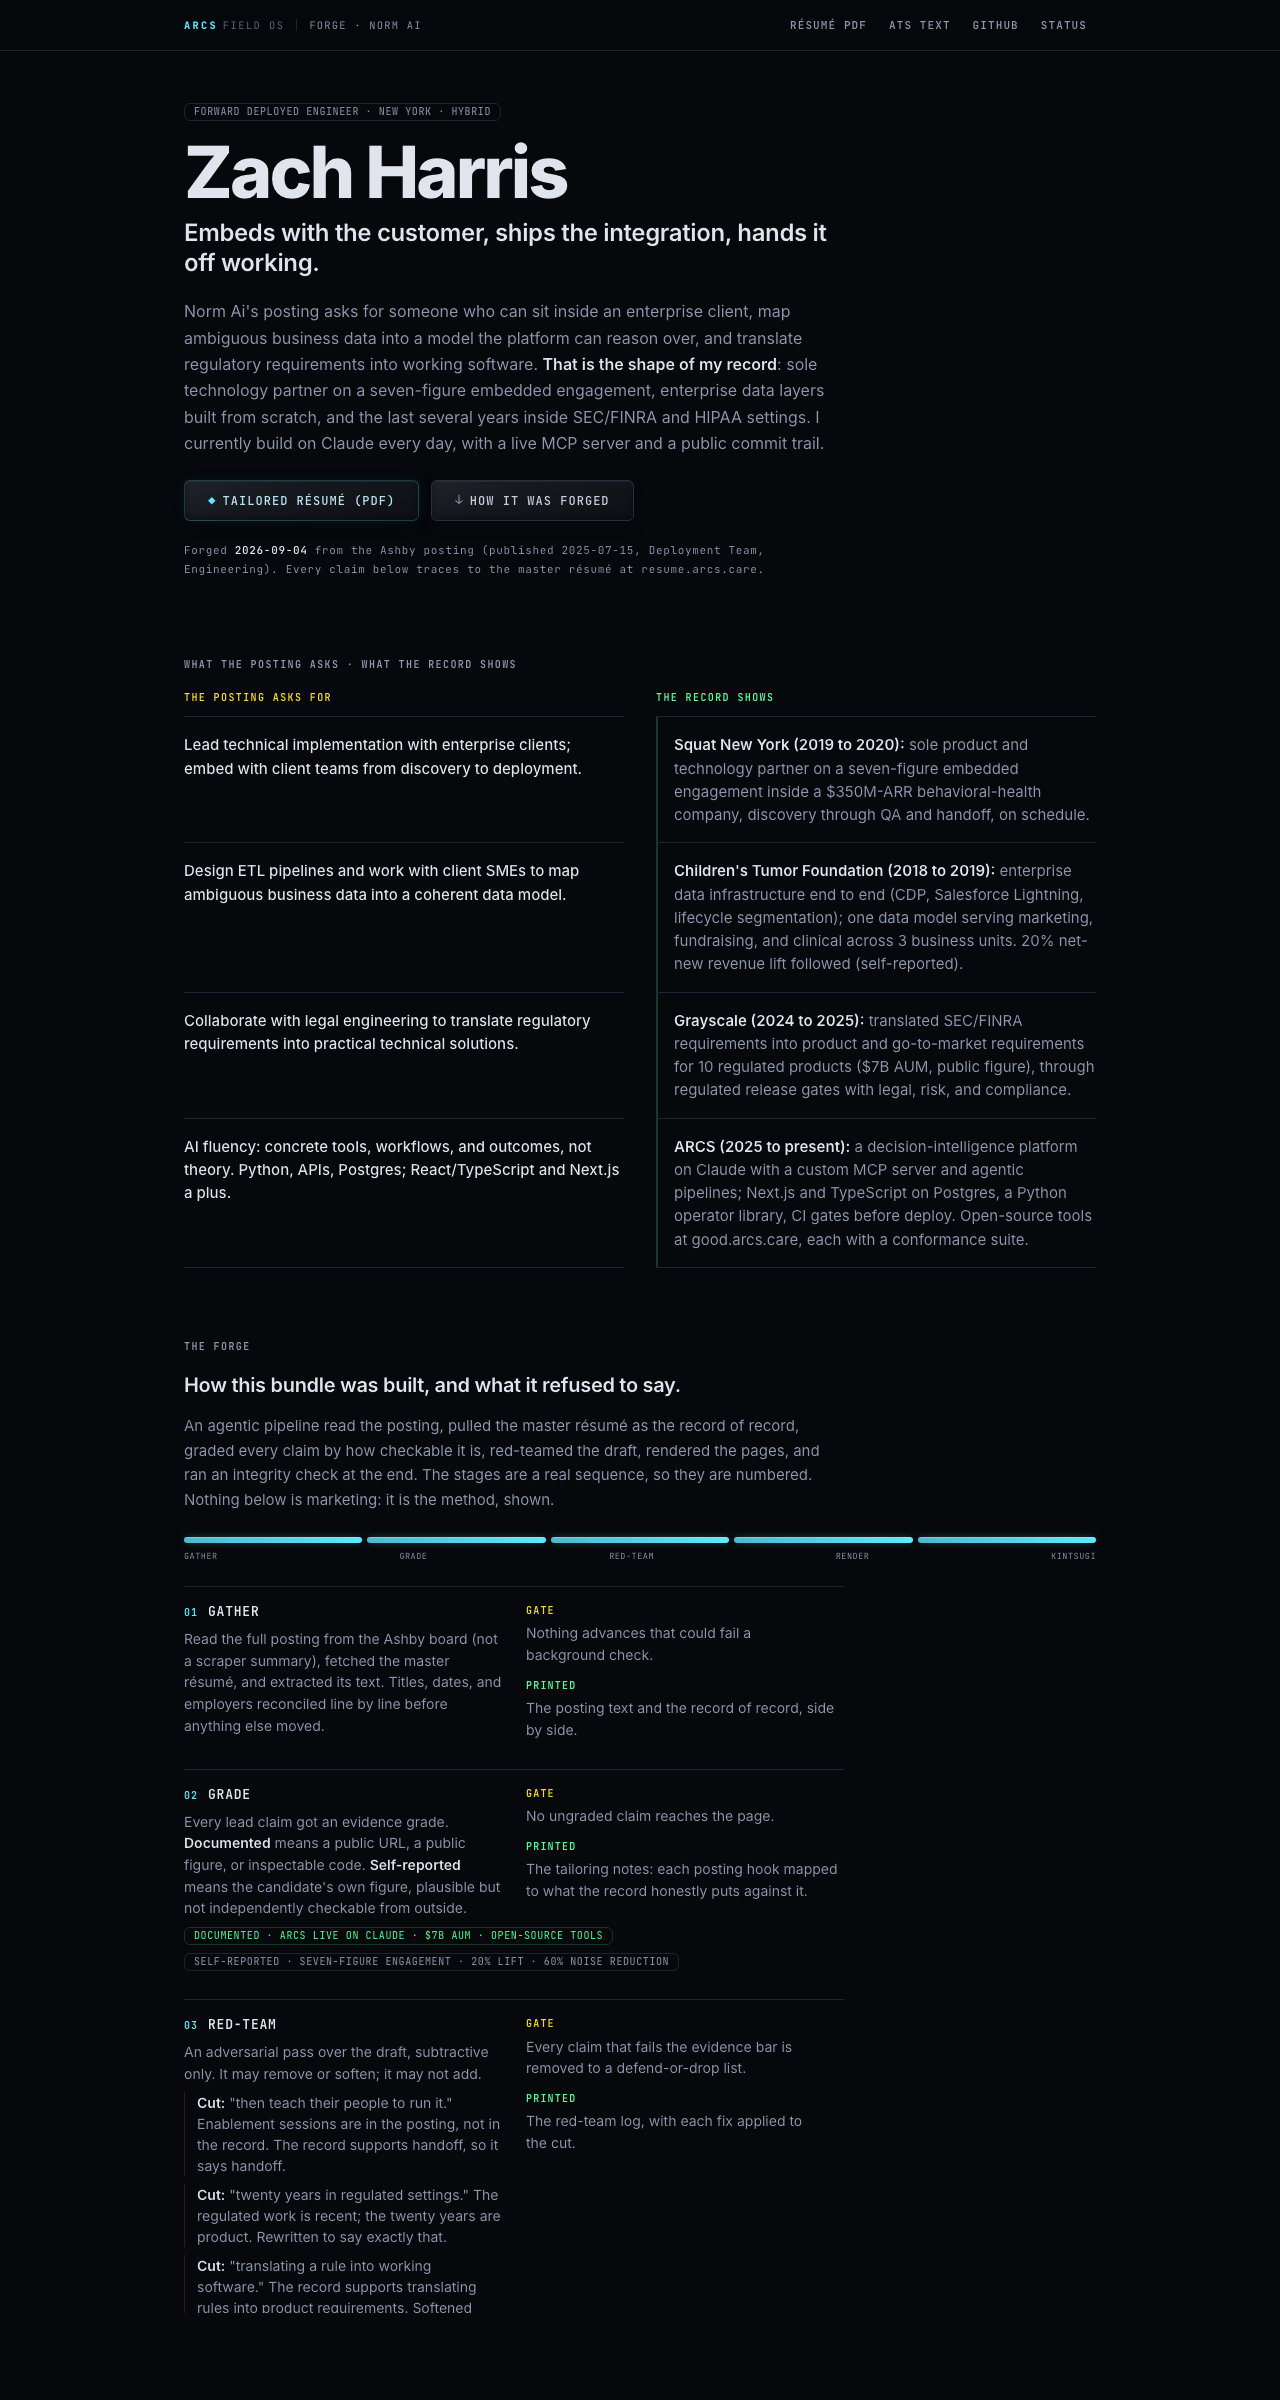 ARCS FIELD OS | FORGE · NORM AI
RÉSUMÉ PDF ATS TEXT GITHUB STATUS
FORWARD DEPLOYED ENGINEER · NEW YORK · HYBRID
Zach Harris
Embeds with the customer, ships the integration, hands it
off working.
Norm Ai's posting asks for someone who can sit inside an enterprise client, map
ambiguous business data into a model the platform can reason over, and translate
regulatory requirements into working software. That is the shape of my record: sole
technology partner on a seven-figure embedded engagement, enterprise data layers
built from scratch, and the last several years inside SEC/FINRA and HIPAA settings. I
currently build on Claude every day, with a live MCP server and a public commit trail.
◆ TAILORED RÉSUMÉ (PDF)
↓ HOW IT WAS FORGED
Forged 2026-09-04 from the Ashby posting (published 2025-07-15, Deployment Team,
Engineering). Every claim below traces to the master résumé at resume.arcs.care.
WHAT THE POSTING ASKS · WHAT THE RECORD SHOWS
THE POSTING ASKS FOR
THE RECORD SHOWS
Lead technical implementation with enterprise clients;
embed with client teams from discovery to deployment.
Squat New York (2019 to 2020): sole product and
technology partner on a seven-figure embedded
engagement inside a $350M-ARR behavioral-health
company, discovery through QA and handoff, on schedule.
Design ETL pipelines and work with client SMEs to map
ambiguous business data into a coherent data model.
Children's Tumor Foundation (2018 to 2019): enterprise
data infrastructure end to end (CDP, Salesforce Lightning,
lifecycle segmentation); one data model serving marketing,
fundraising, and clinical across 3 business units. 20% net-
new revenue lift followed (self-reported).
Collaborate with legal engineering to translate regulatory
requirements into practical technical solutions.
Grayscale (2024 to 2025): translated SEC/FINRA
requirements into product and go-to-market requirements
for 10 regulated products ($7B AUM, public figure), through
regulated release gates with legal, risk, and compliance.
AI fluency: concrete tools, workflows, and outcomes, not
theory. Python, APIs, Postgres; React/TypeScript and Next.js
a plus.
ARCS (2025 to present): a decision-intelligence platform
on Claude with a custom MCP server and agentic
pipelines; Next.js and TypeScript on Postgres, a Python
operator library, CI gates before deploy. Open-source tools
at good.arcs.care, each with a conformance suite.
THE FORGE
How this bundle was built, and what it refused to say.
An agentic pipeline read the posting, pulled the master résumé as the record of record,
graded every claim by how checkable it is, red-teamed the draft, rendered the pages, and
ran an integrity check at the end. The stages are a real sequence, so they are numbered.
Nothing below is marketing: it is the method, shown.
GATHER GRADE RED-TEAM RENDER KINTSUGI
01 GATHER
Read the full posting from the Ashby board (not
a scraper summary), fetched the master
résumé, and extracted its text. Titles, dates, and
employers reconciled line by line before
anything else moved.
GATE
Nothing advances that could fail a
background check.
PRINTED
The posting text and the record of record, side
by side.
02 GRADE
Every lead claim got an evidence grade.
Documented means a public URL, a public
figure, or inspectable code. Self-reported
means the candidate's own figure, plausible but
not independently checkable from outside.
GATE
No ungraded claim reaches the page.
PRINTED
The tailoring notes: each posting hook mapped
to what the record honestly puts against it.
DOCUMENTED · ARCS LIVE ON CLAUDE · $7B AUM · OPEN-SOURCE TOOLS
SELF-REPORTED · SEVEN-FIGURE ENGAGEMENT · 20% LIFT · 60% NOISE REDUCTION
03 RED-TEAM
An adversarial pass over the draft, subtractive
only. It may remove or soften; it may not add.
Cut: "then teach their people to run it."
Enablement sessions are in the posting, not in
the record. The record supports handoff, so it
says handoff.
Cut: "twenty years in regulated settings." The
regulated work is recent; the twenty years are
product. Rewritten to say exactly that.
Cut: "translating a rule into working
software." The record supports translating
rules into product requirements. Softened
GATE
Every claim that fails the evidence bar is
removed to a defend-or-drop list.
PRINTED
The red-team log, with each fix applied to
the cut.